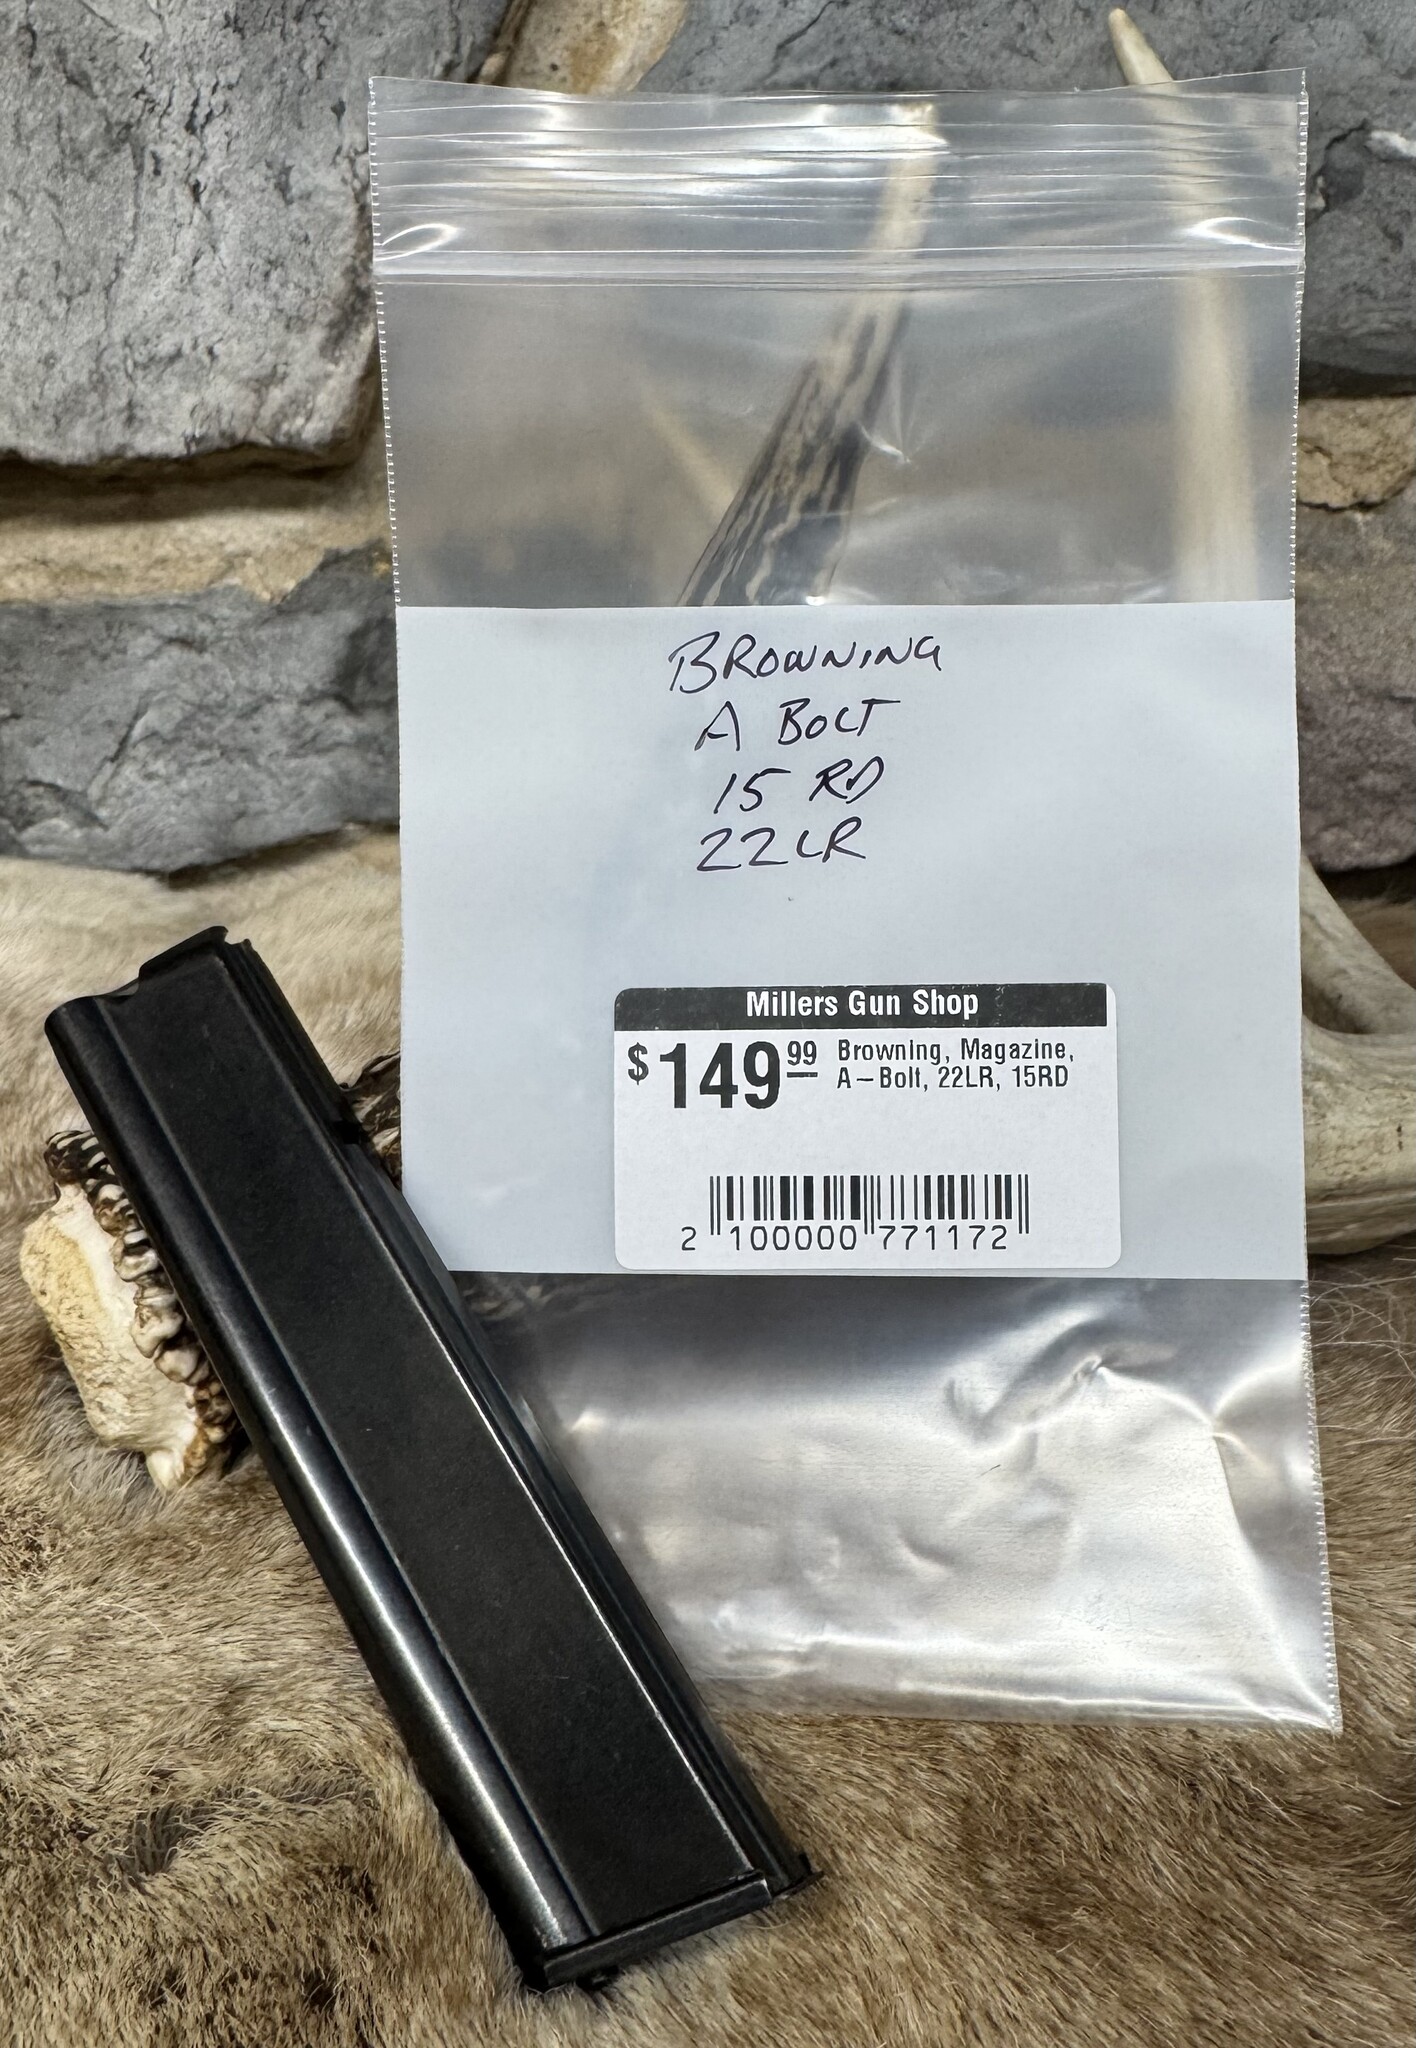 BROWNING
A BOLT
15 RD
22LR
Millers Gun Shop
$149.99 Browning, Magazine,
A-Bolt, 22LR, 15RD
2 100000 771172